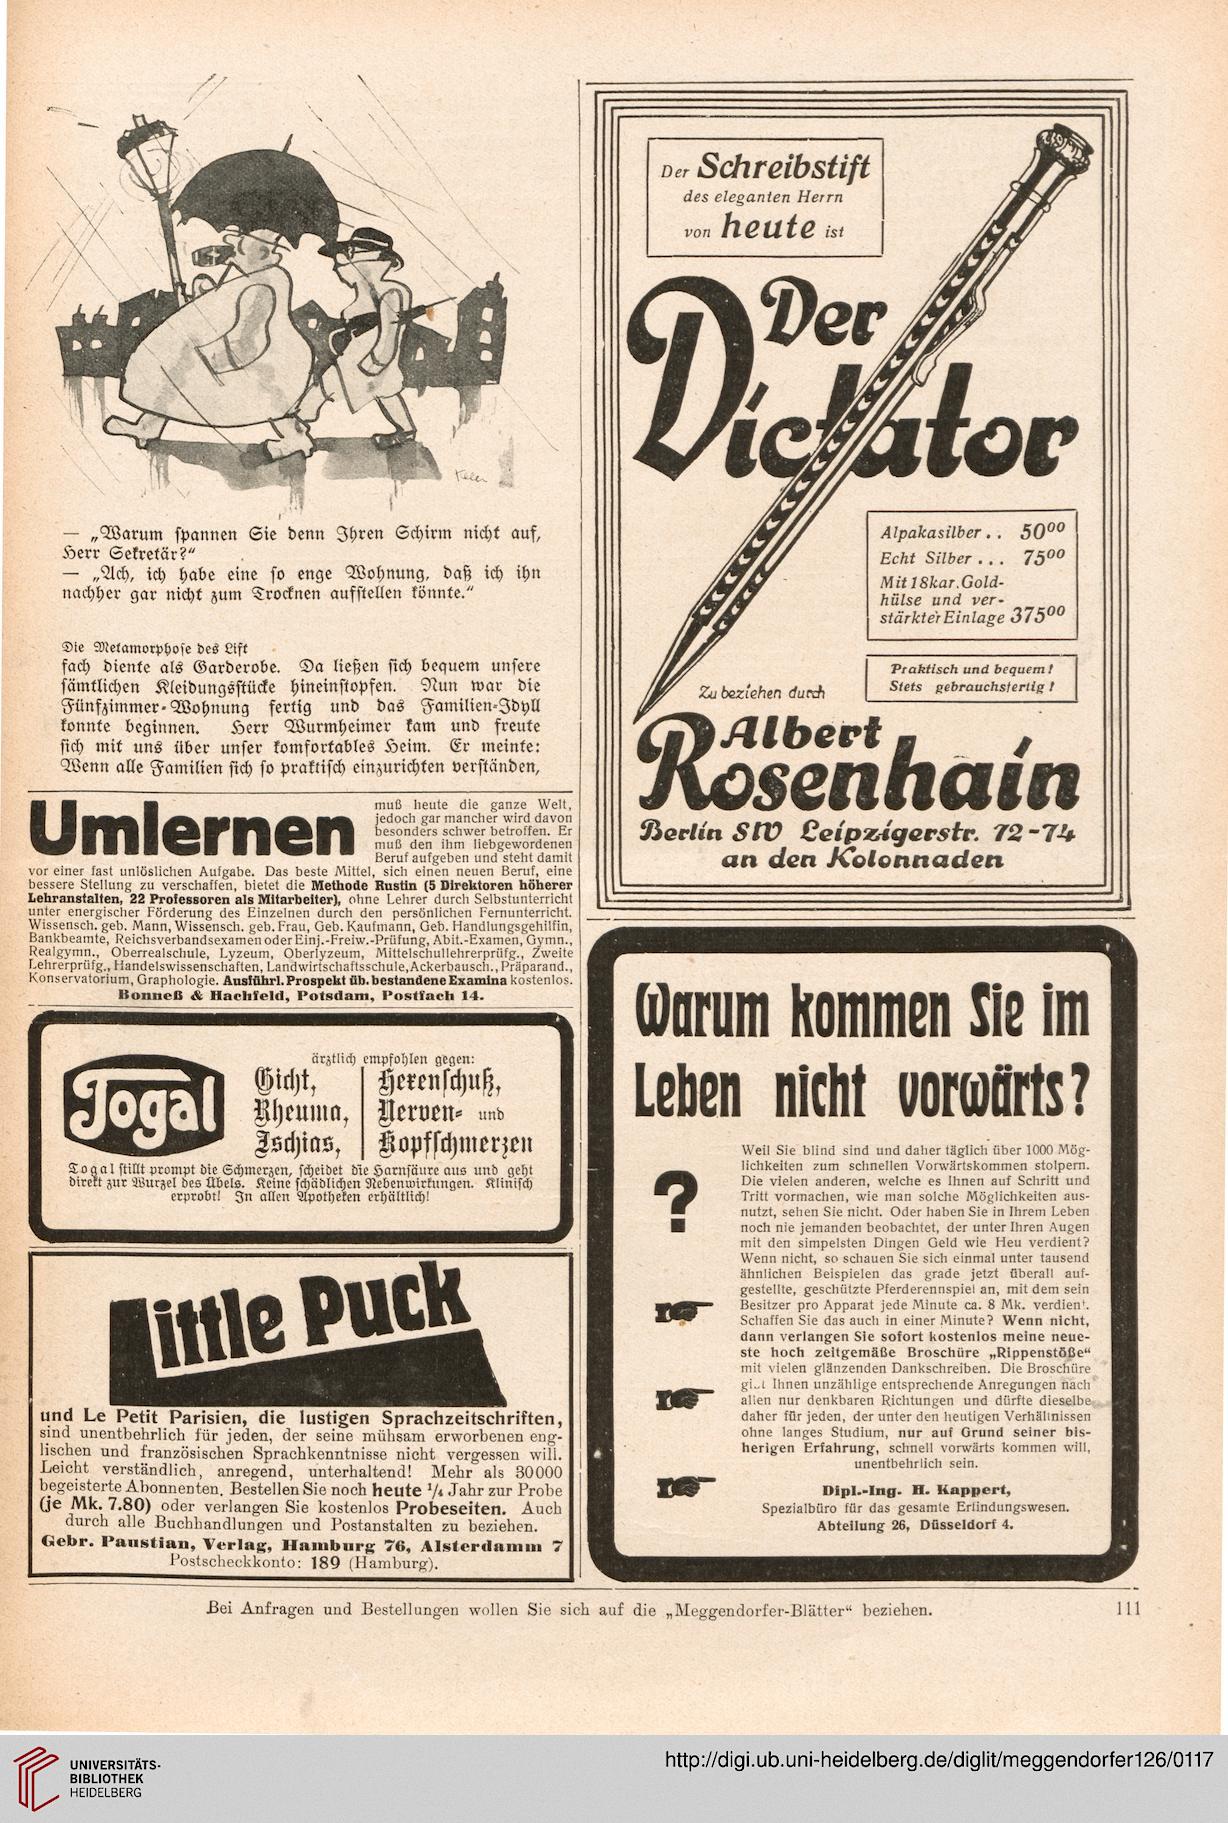 — „Warum spannen Sie denn Ihren Schirm nicht auf,
Herr Sekretär?“
— „Ach, ich habe eine so enge Wohnung, daß ich ihn
nachher gar nicht zum Trocknen aufstellen könnte.“
Die Metamorphose des Lift
fach diente als Garderobe. Da ließen sich bequem unsere
sämtlichen Kleidungsstücke hineinstopfen. Nun war die
Fünfzimmer-Wohnung fertig und das Familien-Idyll
konnte beginnen. Herr Wurmheimer kam und freute
sich mit uns über unser komfortables Heim. Er meinte:
Wenn alle Familien sich so praktisch einzurichten verständen,
Umlernen
muß heute die ganze Welt,
jedoch gar mancher wird davon
besonders schwer betroffen. Er
muß den ihm liebgewordenen
Beruf aufgeben und steht damit
vor einer fast unlöslichen Aufgabe. Das beste Mittel, sich einen neuen Beruf, eine
bessere Stellung zu verschaffen, bietet die Methode Rustin (5 Direktoren höherer
Lehranstalten, 22 Professoren als Mitarbeiter), ohne Lehrer durch Selbstunterricht
unter energischer Förderung des Einzelnen durch den persönlichen Fernunterricht.
Wissensch. geb. Mann, Wissensch. geb. Frau, Geb. Kaufmann, Geb. Handlungsgehilfin,
Bankbeamte, Reichsverbandsexamen oder Einj.-Freiw.-Prüfung, Abit.-Examen, Gymn.,
Realgymn., Oberrealschule, Lyzeum, Oberlyzeum, Mittelschullehrerprüfg., Zweite
Lehrerprüfg., Handelswissenschaften, Landwirtschaftsschule, Ackerbausch., Präparand.,
Konservatorium, Graphologie. Ausführl. Prospekt üb. bestandene Examina kostenlos.
Bonneß & Hachfeld, Potsdam, Postfach 14.
Togal
ärztlich empfohlen gegen:
Gicht, Hexenschuß,
Rheuma, Nerven- und
Ischias, Kopfschmerzen
Togal stillt prompt die Schmerzen, scheidet die Harnsäure aus und geht
direkt zur Wurzel des Übels. Keine schädlichen Nebenwirkungen. Klinisch
erprobt! In allen Apotheken erhältlich!
Little Puck
und Le Petit Parisien, die lustigen Sprachzeitschriften,
sind unentbehrlich für jeden, der seine mühsam erworbenen eng-
lischen und französischen Sprachkenntnisse nicht vergessen will.
Leicht verständlich, anregend, unterhaltend! Mehr als 30000
begeisterte Abonnenten. Bestellen Sie noch heute ¼ Jahr zur Probe
(je Mk. 7.80) oder verlangen Sie kostenlos Probeseiten. Auch
durch alle Buchhandlungen und Postanstalten zu beziehen.
Gebr. Paustian, Verlag, Hamburg 76, Alsterdamm 7
Postscheckkonto: 189 (Hamburg).
Der Schreibstift
des eleganten Herrn
von heute ist
Der
Dictator
Alpakasilber . . 50⁰⁰
Echt Silber . . . 75⁰⁰
Mit 18kar. Gold-
hülse und ver-
stärkter Einlage 375⁰⁰
Praktisch und bequem!
Stets gebrauchsfertig!
Zu beziehen durch
Albert
Rosenhain
Berlin SW Leipzigerstr. 72-74
an den Kolonnaden
Warum kommen Sie im
Leben nicht vorwärts?
?
Weil Sie blind sind und daher täglich über 1000 Mög-
lichkeiten zum schnellen Vorwärtskommen stolpern.
Die vielen anderen, welche es Ihnen auf Schritt und
Tritt vormachen, wie man solche Möglichkeiten aus-
nutzt, sehen Sie nicht. Oder haben Sie in Ihrem Leben
noch nie jemanden beobachtet, der unter Ihren Augen
mit den simpelsten Dingen Geld wie Heu verdient?
Wenn nicht, so schauen Sie sich einmal unter tausend
ähnlichen Beispielen das grade jetzt überall auf-
gestellte, geschützte Pferderennspiel an, mit dem sein
Besitzer pro Apparat jede Minute ca. 8 Mk. verdient.
Schaffen Sie das auch in einer Minute? Wenn nicht,
dann verlangen Sie sofort kostenlos meine neue-
ste hoch zeitgemäße Broschüre „Rippenstöße“
mit vielen glänzenden Dankschreiben. Die Broschüre
gibt Ihnen unzählige entsprechende Anregungen nach
allen nur denkbaren Richtungen und dürfte dieselbe
daher für jeden, der unter den heutigen Verhältnissen
ohne langes Studium, nur auf Grund seiner bis-
herigen Erfahrung, schnell vorwärts kommen will,
unentbehrlich sein.
Dipl.-Ing. H. Kappert,
Spezialbüro für das gesamte Erfindungswesen.
Abteilung 26, Düsseldorf 4.
Bei Anfragen und Bestellungen wollen Sie sich auf die „Meggendorfer-Blätter“ beziehen.
111
UNIVERSITÄTS-
BIBLIOTHEK
HEIDELBERG
http://digi.ub.uni-heidelberg.de/diglit/meggendorfer126/0117